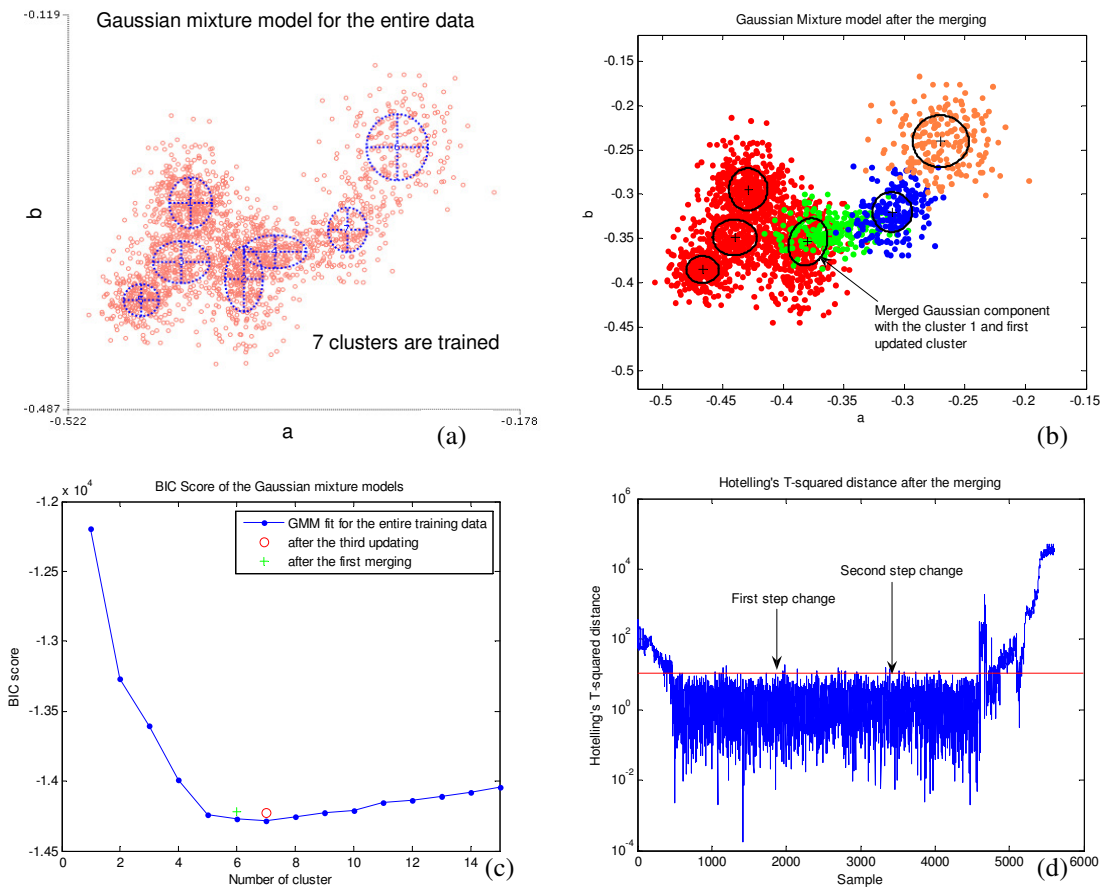 Gaussian mixture model for the entire data
-0.119
b
7 clusters are trained
-0.487
-0.522
a
-0.178
(a)
Gaussian Mixture model after the merging
b
-0.15
-0.2
-0.25
-0.3
-0.35
-0.4
-0.45
-0.5
Merged Gaussian component
with the cluster 1 and first
updated cluster
-0.5 -0.45 -0.4 -0.35 -0.3 -0.25 -0.2 -0.15
a
(b)
BIC Score of the Gaussian mixture models
x 10^4
BIC score
-1.2
-1.25
-1.3
-1.35
-1.4
-1.45
GMM fit for the entire training data
after the third updating
after the first merging
0 2 4 6 8 10 12 14
Number of cluster
(c)
Hotelling's T-squared distance after the merging
Hotelling's T-squared distance
10^6
10^4
10^2
10^0
10^-2
10^-4
First step change
Second step change
0 1000 2000 3000 4000 5000 6000
Sample
(d)